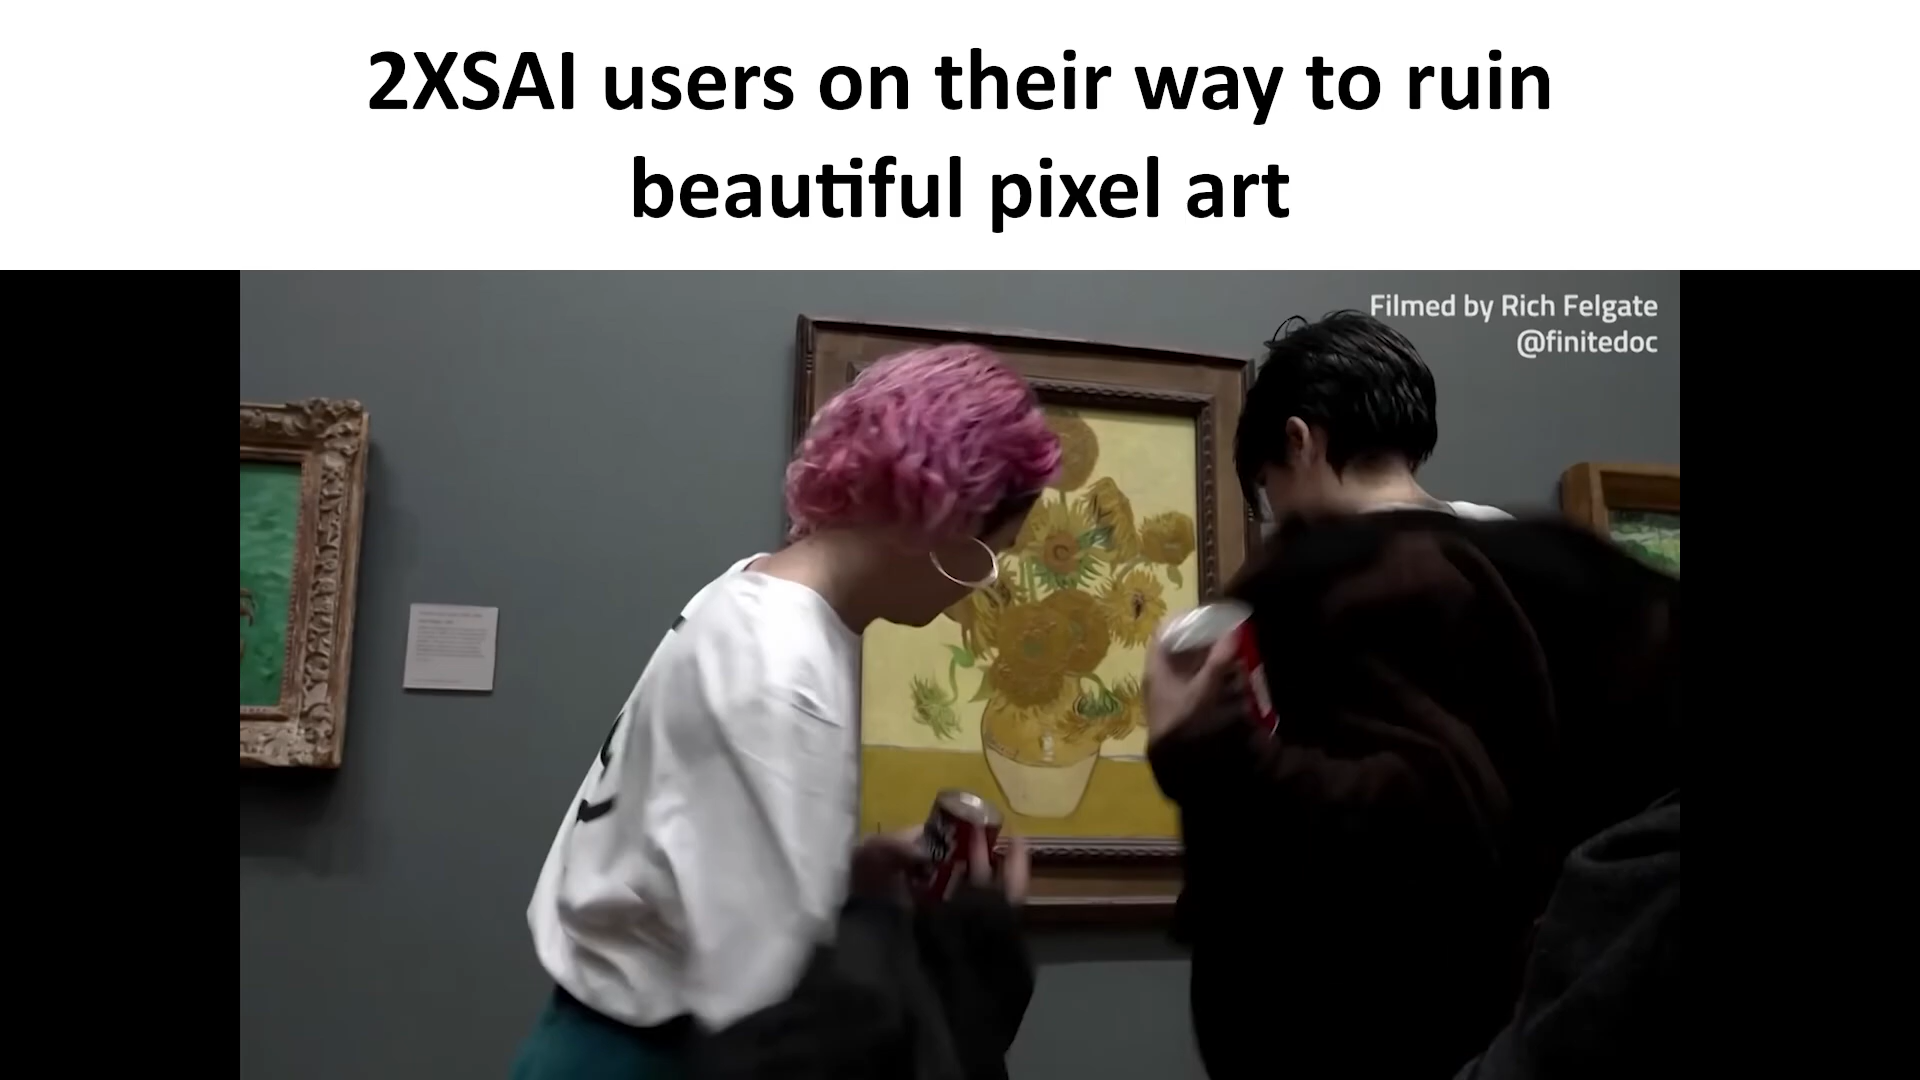 2XSAI users on their way to ruin
beautiful pixel art
Filmed by Rich Felgate
@finitedoc